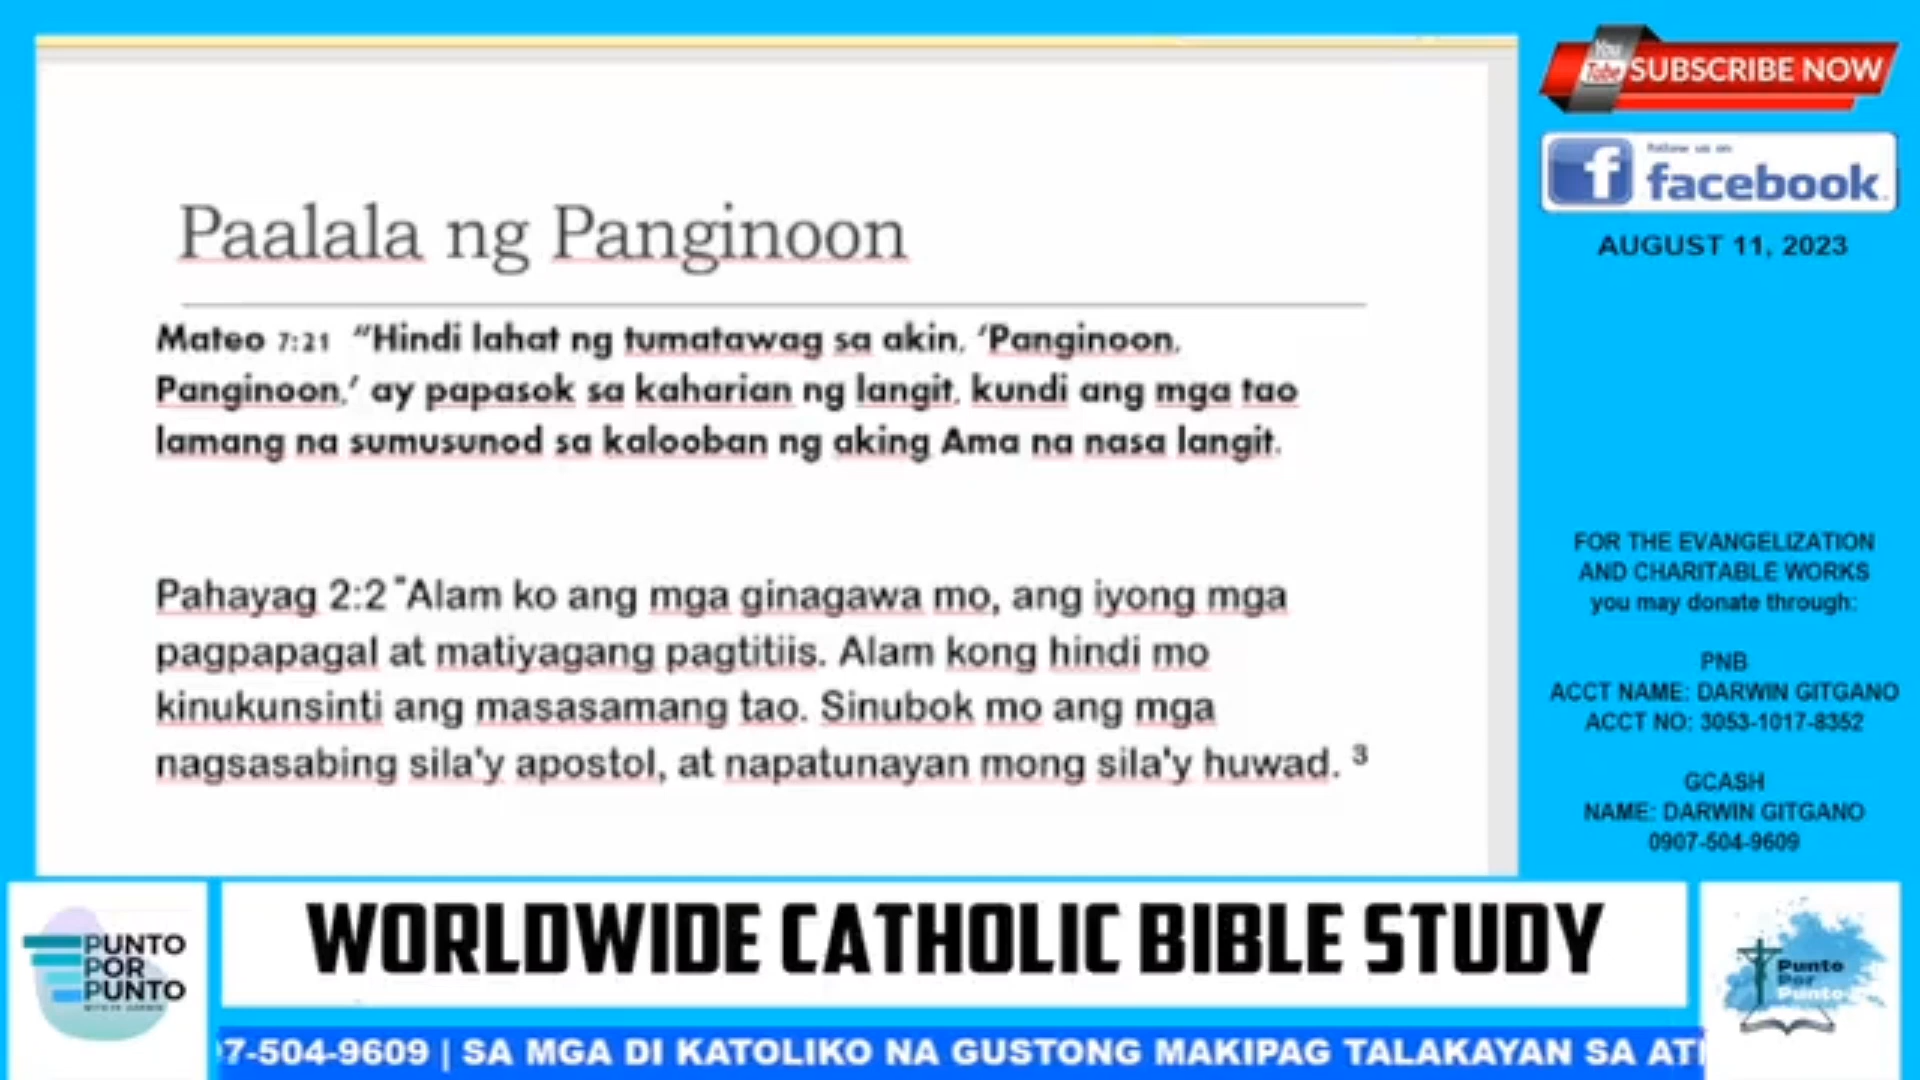 Paalala ng Panginoon
Mateo 7:21 “Hindi lahat ng tumatawag sa akin, ‘Panginoon,
Panginoon,’ ay papasok sa kaharian ng langit, kundi ang mga tao
lamang na sumusunod sa kalooban ng aking Ama na nasa langit.
Pahayag 2:2 "Alam ko ang mga ginagawa mo, ang iyong mga
pagpapagal at matiyagang pagtitiis. Alam kong hindi mo
kinukunsinti ang masasamang tao. Sinubok mo ang mga
nagsasabing sila'y apostol, at napatunayan mong sila'y huwad. 3
You
Tube
SUBSCRIBE NOW
follow us on
facebook.
AUGUST 11, 2023
FOR THE EVANGELIZATION
AND CHARITABLE WORKS
you may donate through:
PNB
ACCT NAME: DARWIN GITGANO
ACCT NO: 3053-1017-8352
GCASH
NAME: DARWIN GITGANO
0907-504-9609
PUNTO
POR
PUNTO
WORLDWIDE CATHOLIC BIBLE STUDY
Punto
Por
Punto
7-504-9609 | SA MGA DI KATOLIKO NA GUSTONG MAKIPAG TALAKAYAN SA